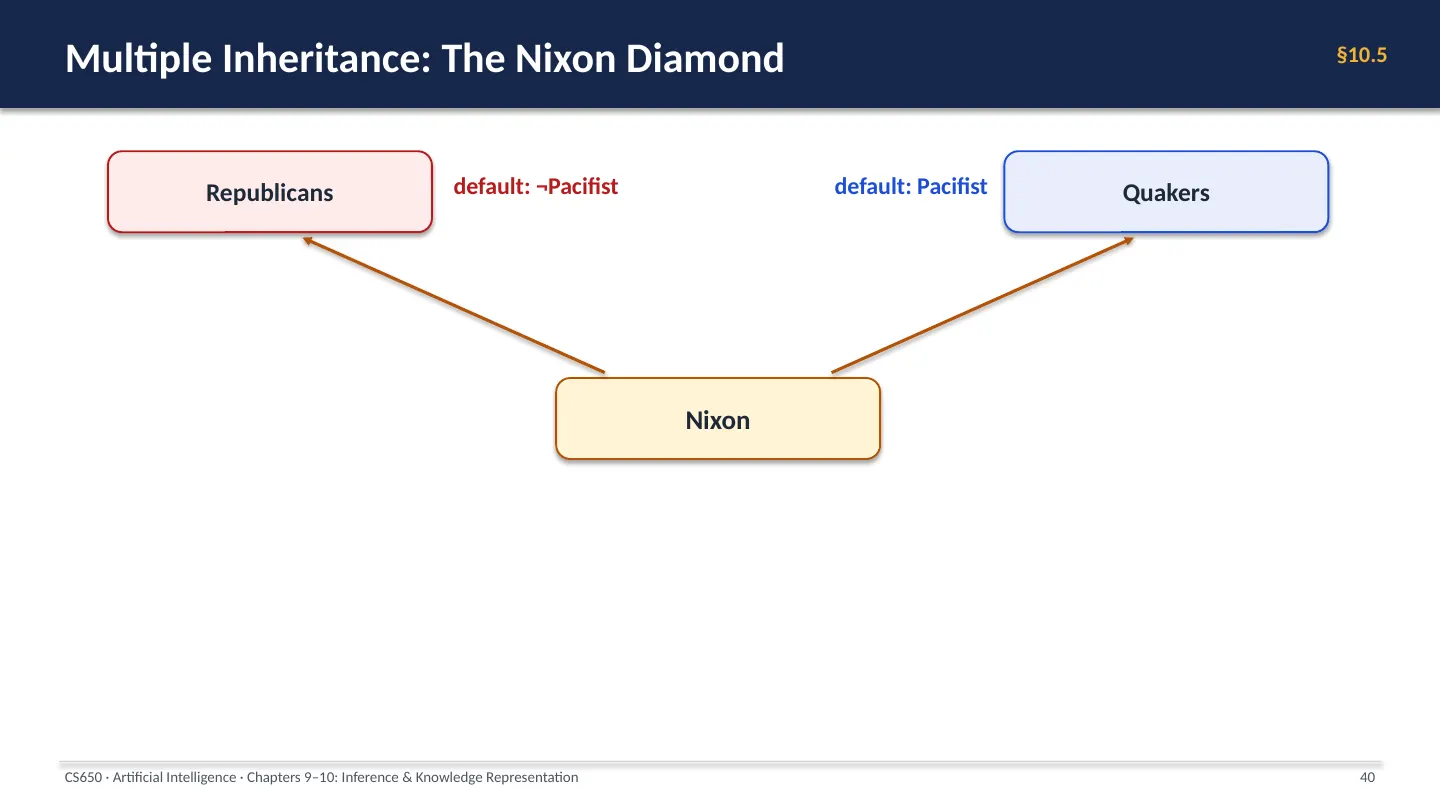 Multiple Inheritance: The Nixon Diamond
§10.5
Republicans
default: ¬Pacifist
default: Pacifist
Quakers
Nixon
CS650 · Artificial Intelligence · Chapters 9–10: Inference & Knowledge Representation
40